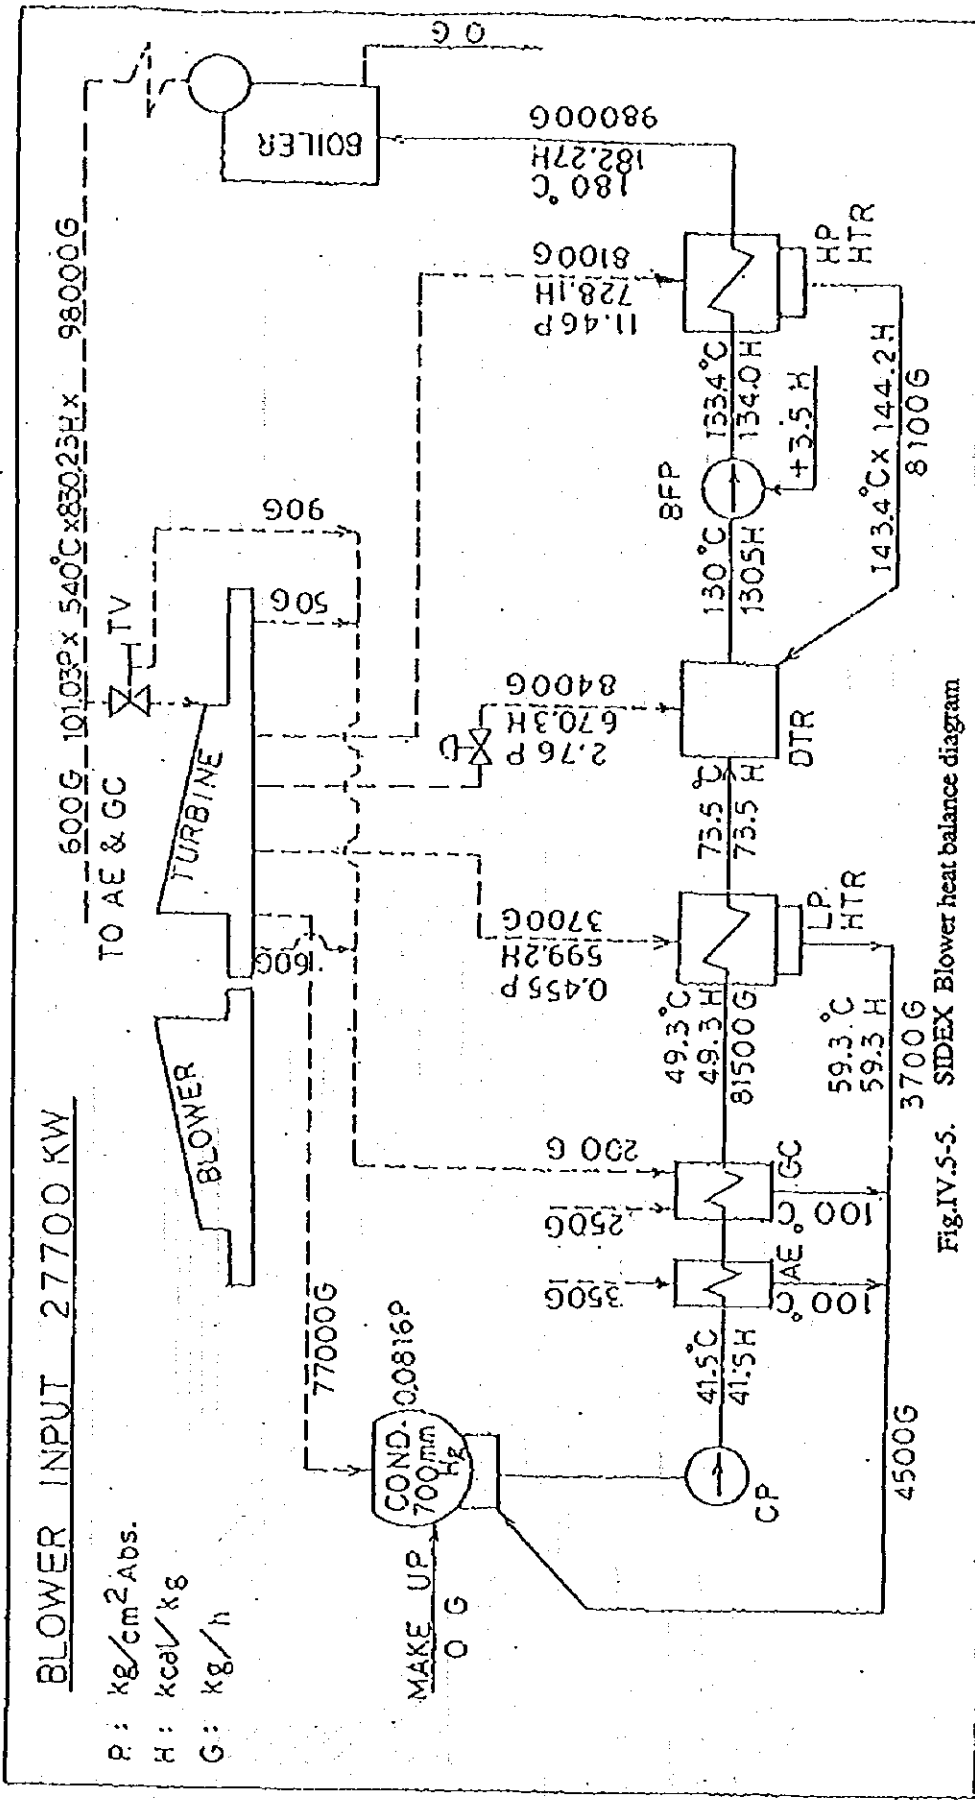 BLOWER INPUT 27700 KW
P : kg/cm² Abs.
H : kcal/kg
G : kg/h
600G 101.03P x 540°C x 830.23H x 98000G
TO AE & GC
TV
BLOWER
TURBINE
60G
50G
90G
BOILER
0 G
77000G
COND.
700mm
Hg
0.0816P
MAKE UP
0 G
CP
41.5°C
41.5H
350G
AE
100°C
250G
200 G
GC
100°C
49.3°C
49.3 H
81500G
0.455 P
599.2H
3700G
LP
HTR
59.3°C
59.3 H
3700G
4500G
73.5°C
73.5 H
2.76 P
670.3H
8400G
DTR
130°C
130.5H
BFP
+3.5 H
133.4°C
134.0H
11.46P
728.1H
8100G
HP
HTR
143.4°C x 144.2H
8100G
180°C
182.27H
98000G
Fig.IV.5-5. SIDEX Blower heat balance diagram